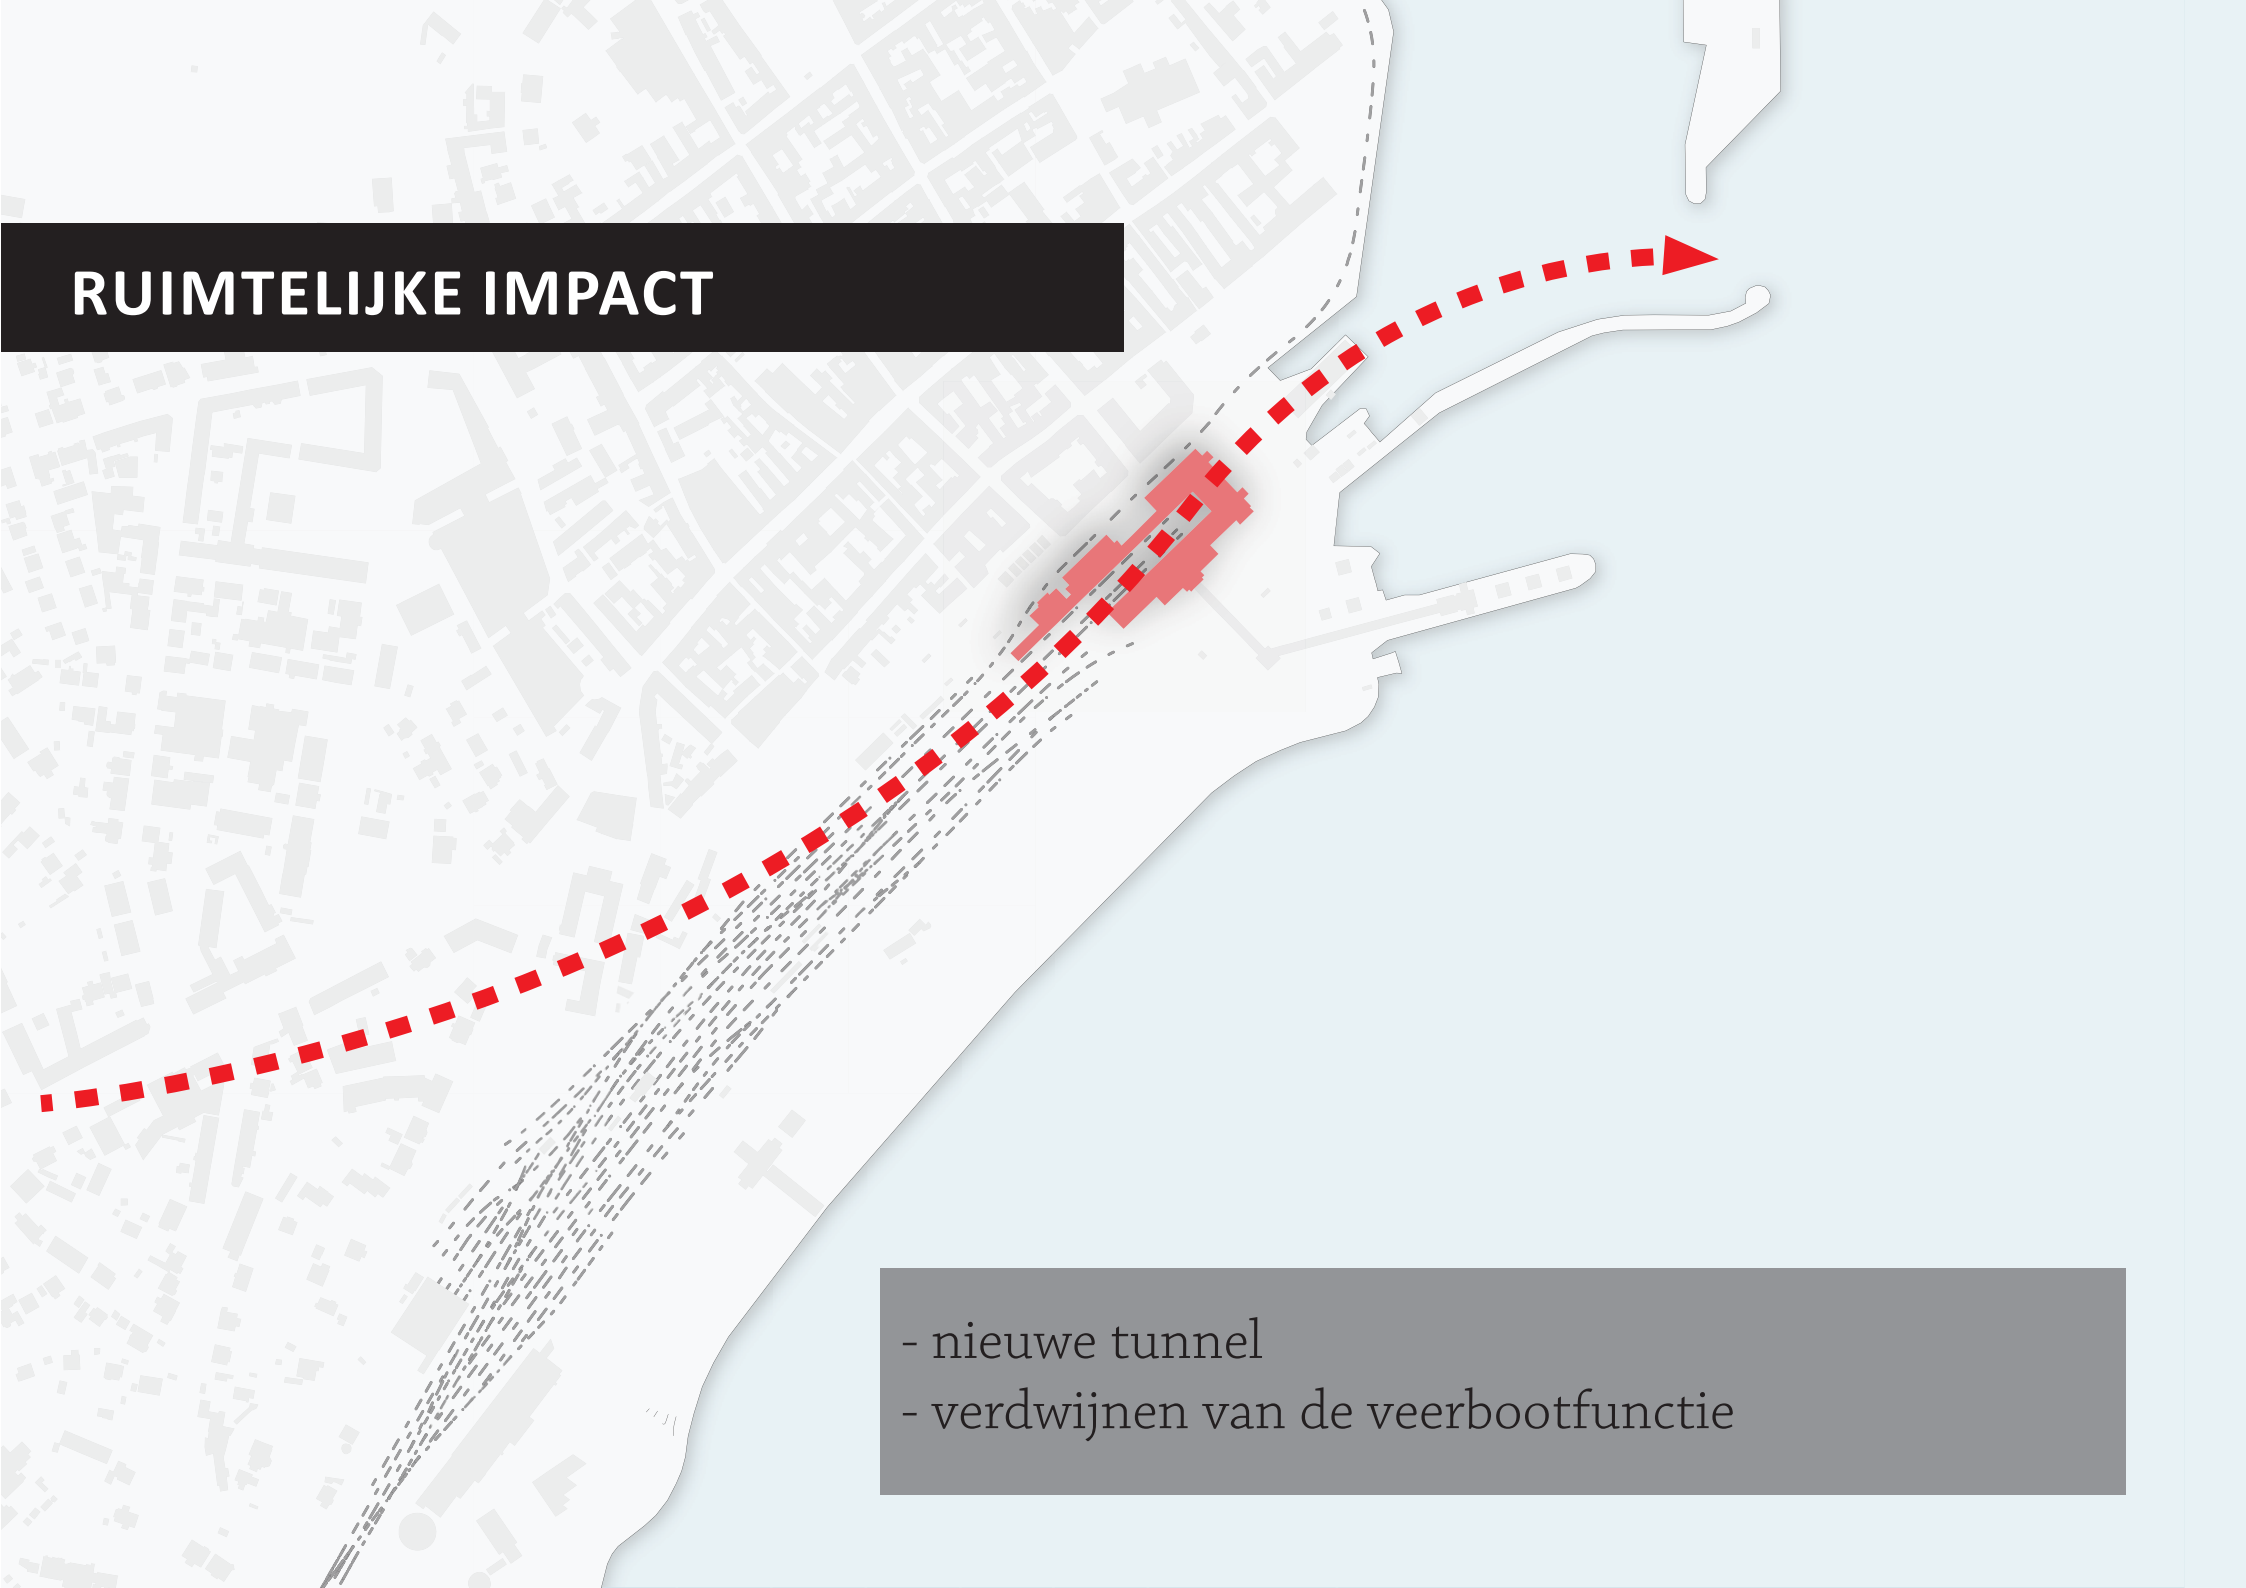 RUIMTELIJKE IMPACT
- nieuwe tunnel
- verdwijnen van de veerbootfunctie